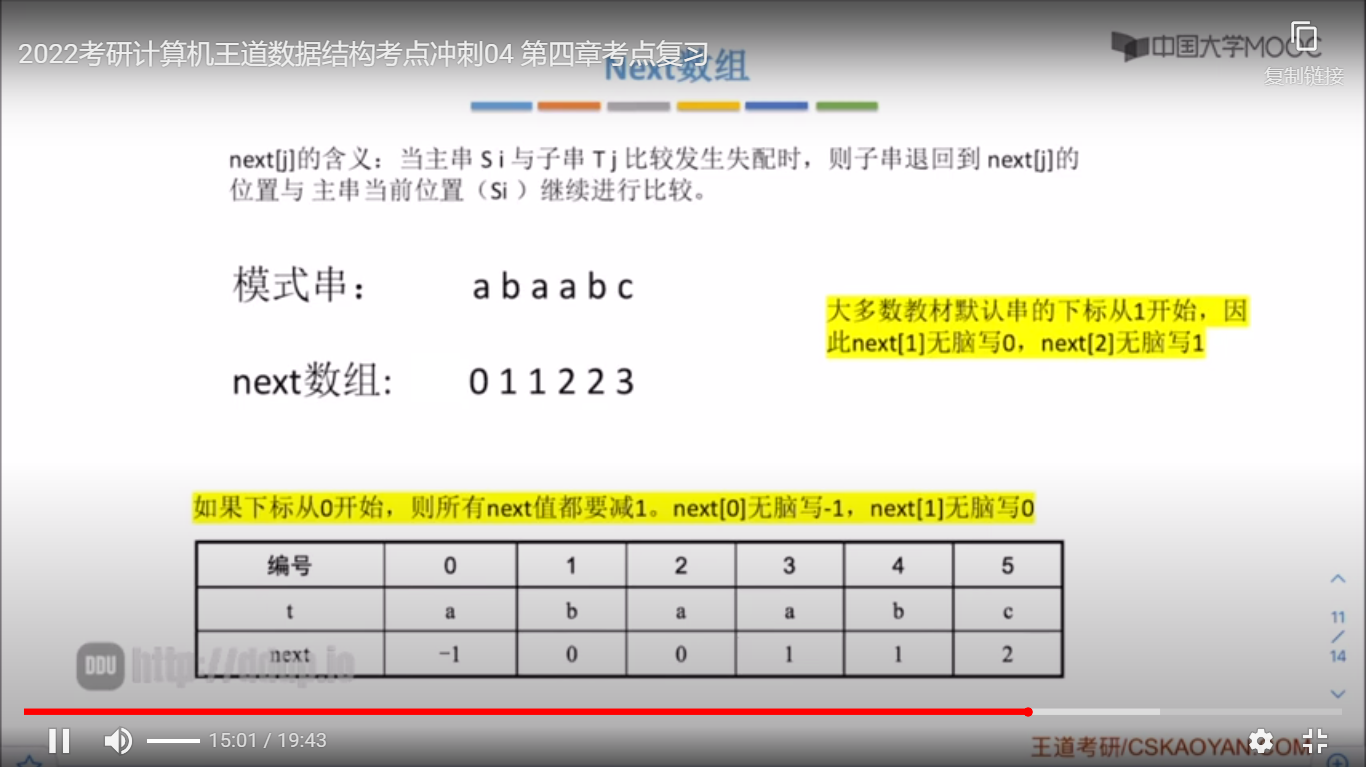 2022考研计算机王道数据结构考点冲刺04 第四章考点复习
Next数组
中国大学MOOC
复制链接
next[j]的含义：当主串 S i 与子串 T j 比较发生失配时，则子串退回到 next[j]的
位置与 主串当前位置（Si ）继续进行比较。
模式串： a b a a b c
大多数教材默认串的下标从1开始，因
此next[1]无脑写0，next[2]无脑写1
next数组: 0 1 1 2 2 3
如果下标从0开始，则所有next值都要减1。next[0]无脑写-1，next[1]无脑写0
编号 0 1 2 3 4 5
t a b a a b c
next -1 0 0 1 1 2
11
/
14
DDU
15:01 / 19:43
王道考研/CSKAOYAN.COM